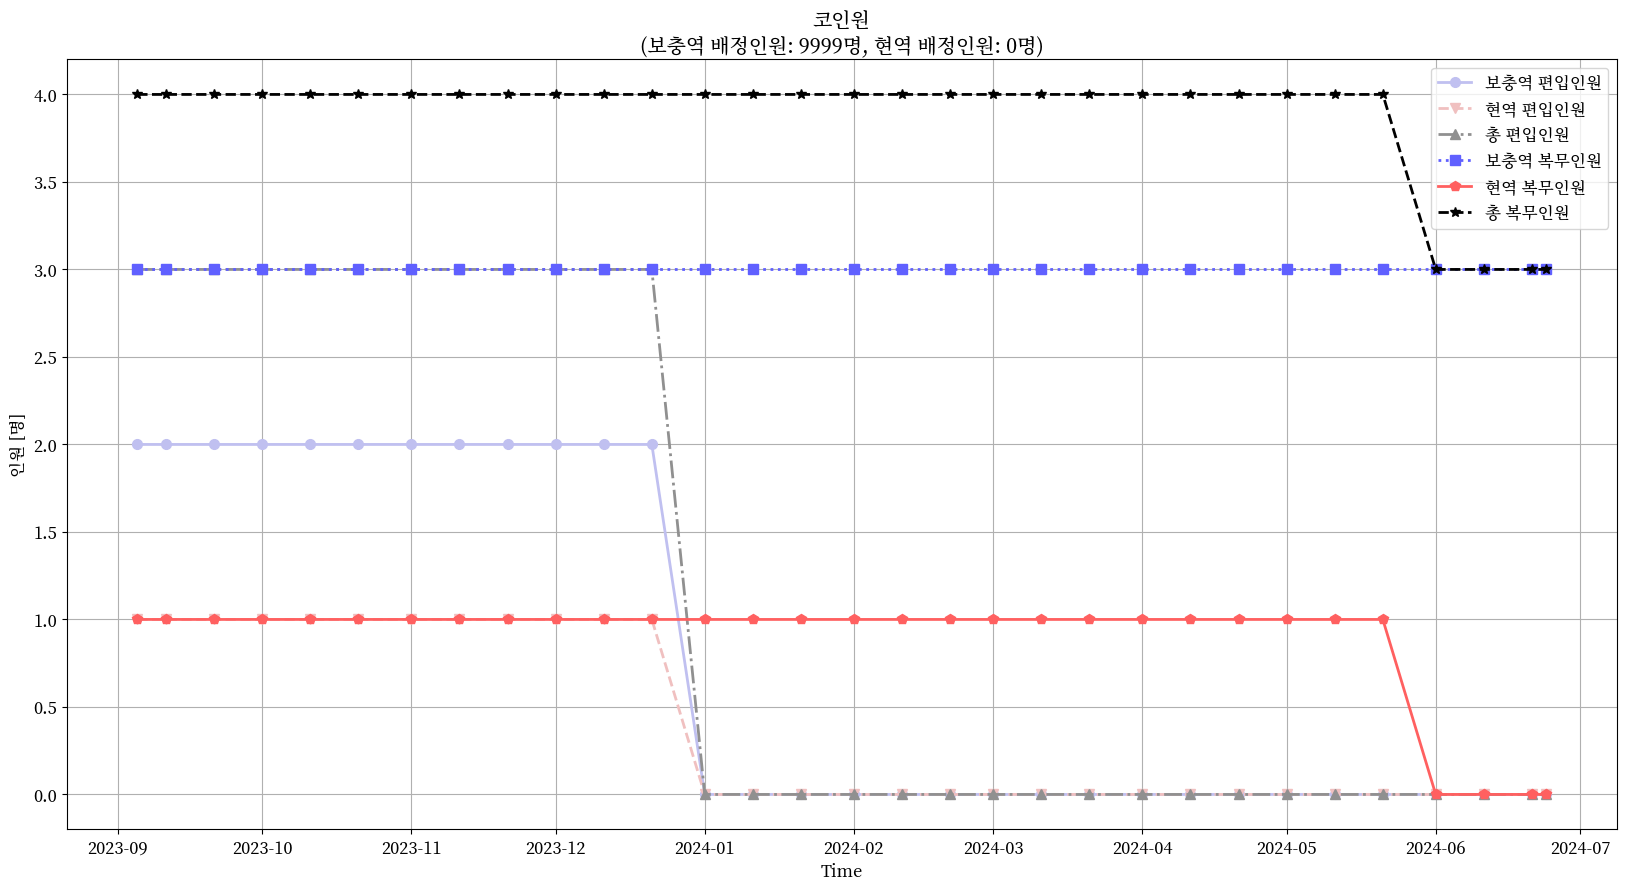 코인원
(보충역 배정인원: 9999명, 현역 배정인원: 0명)
보충역 편입인원
현역 편입인원
총 편입인원
보충역 복무인원
현역 복무인원
총 복무인원
인원 [명]
4.0
3.5
3.0
2.5
2.0
1.5
1.0
0.5
0.0
2023-09 2023-10 2023-11 2023-12 2024-01 2024-02 2024-03 2024-04 2024-05 2024-06 2024-07
Time